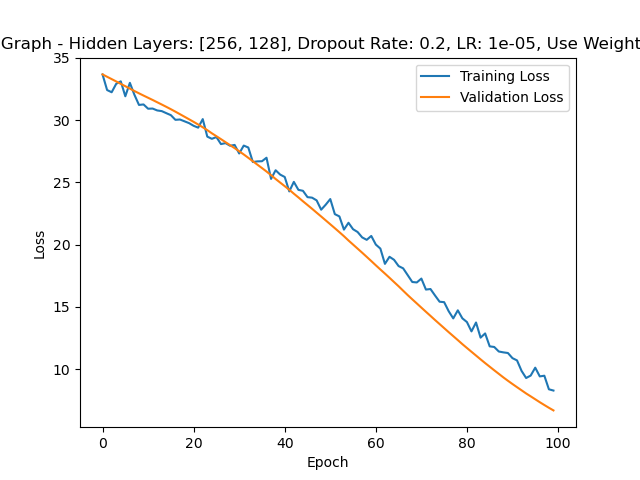 Graph - Hidden Layers: [256, 128], Dropout Rate: 0.2, LR: 1e-05, Use Weight
Training Loss
Validation Loss
35
30
25
20
15
10
Loss
0 20 40 60 80 100
Epoch